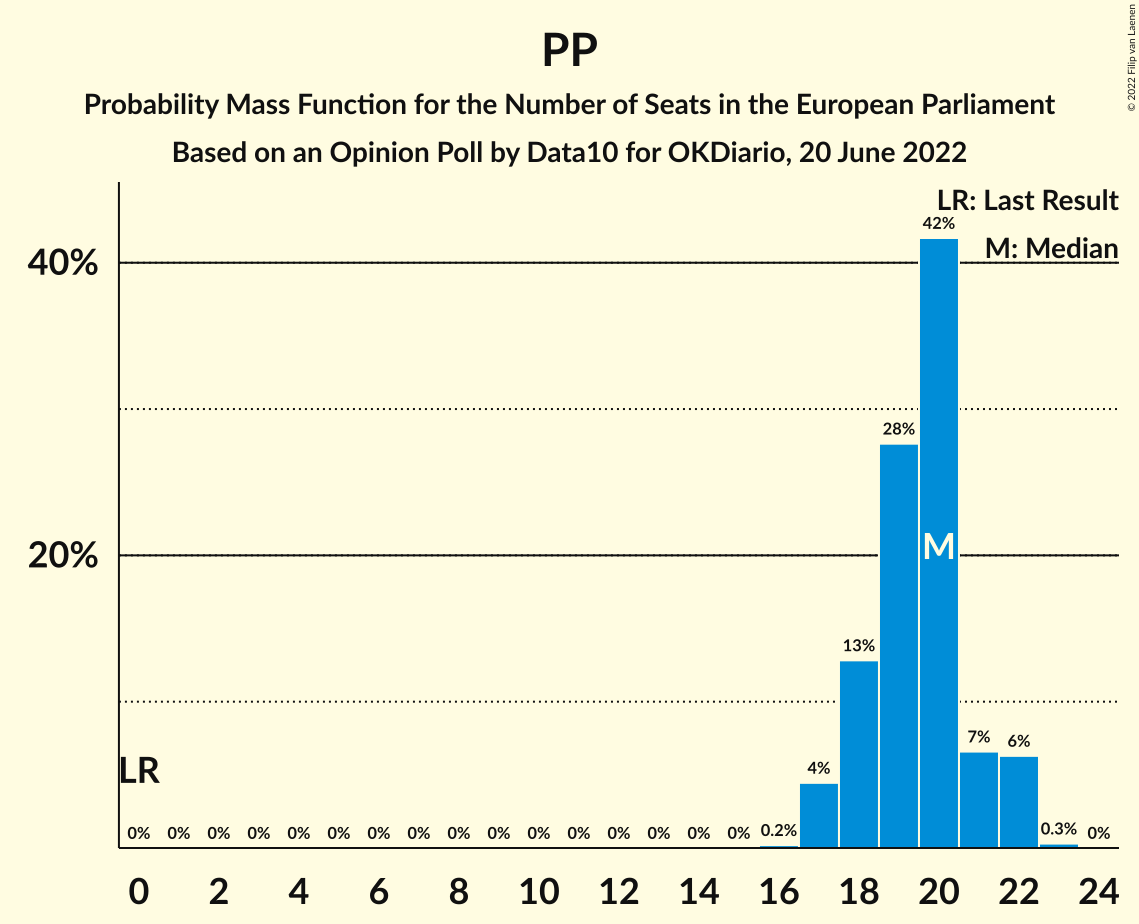 PP
Probability Mass Function for the Number of Seats in the European Parliament
Based on an Opinion Poll by Data10 for OKDiario, 20 June 2022
© 2022 Filip van Laenen
LR: Last Result
M: Median
42%
40%
28%
20%
M
13%
7%
6%
4%
LR
0% 0% 0% 0% 0% 0% 0% 0% 0% 0% 0% 0% 0% 0% 0% 0% 0.2% 0.3% 0%
0 2 4 6 8 10 12 14 16 18 20 22 24